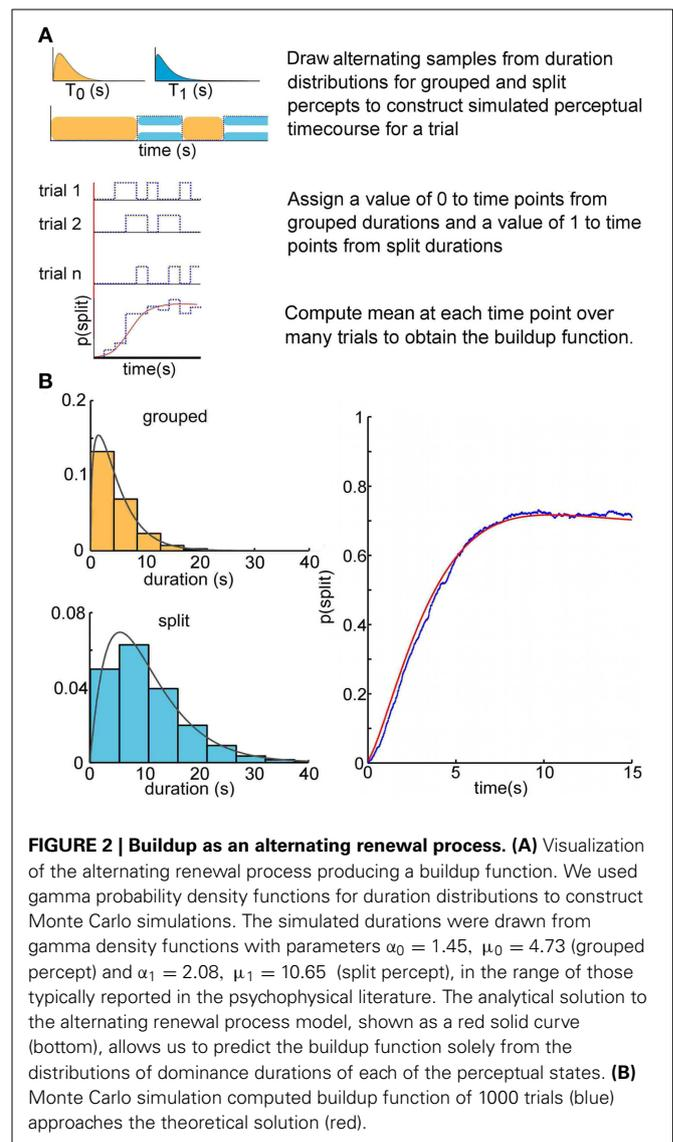 A
T0 (s)
T1 (s)
time (s)
Draw alternating samples from duration
distributions for grouped and split
percepts to construct simulated perceptual
timecourse for a trial
trial 1
trial 2
trial n
p(split)
time(s)
Assign a value of 0 to time points from
grouped durations and a value of 1 to time
points from split durations
Compute mean at each time point over
many trials to obtain the buildup function.
B
grouped
0.2
0.1
0
0 10 20 30 40
duration (s)
split
0.08
0.04
0
0 10 20 30 40
duration (s)
1
0.8
0.6
0.4
0.2
0
p(split)
0 5 10 15
time(s)
FIGURE 2 | Buildup as an alternating renewal process. (A) Visualization
of the alternating renewal process producing a buildup function. We used
gamma probability density functions for duration distributions to construct
Monte Carlo simulations. The simulated durations were drawn from
gamma density functions with parameters α0 = 1.45, μ0 = 4.73 (grouped
percept) and α1 = 2.08, μ1 = 10.65 (split percept), in the range of those
typically reported in the psychophysical literature. The analytical solution to
the alternating renewal process model, shown as a red solid curve
(bottom), allows us to predict the buildup function solely from the
distributions of dominance durations of each of the perceptual states. (B)
Monte Carlo simulation computed buildup function of 1000 trials (blue)
approaches the theoretical solution (red).